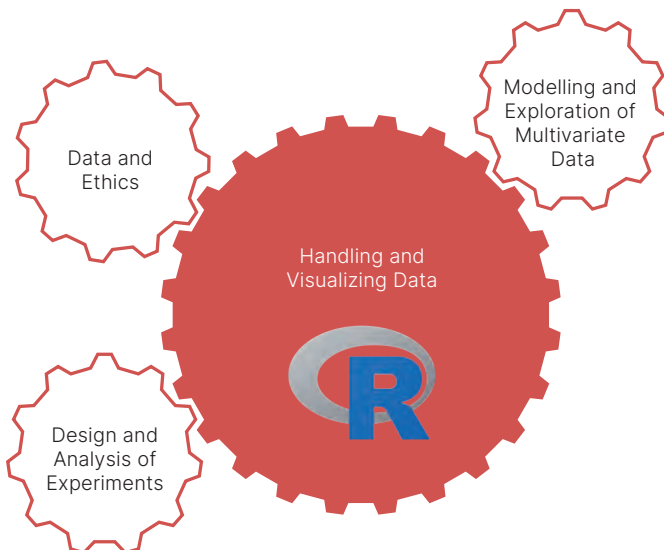 Modelling and
Exploration of
Multivariate
Data
Data and
Ethics
Handling and
Visualizing Data
R
Design and
Analysis of
Experiments